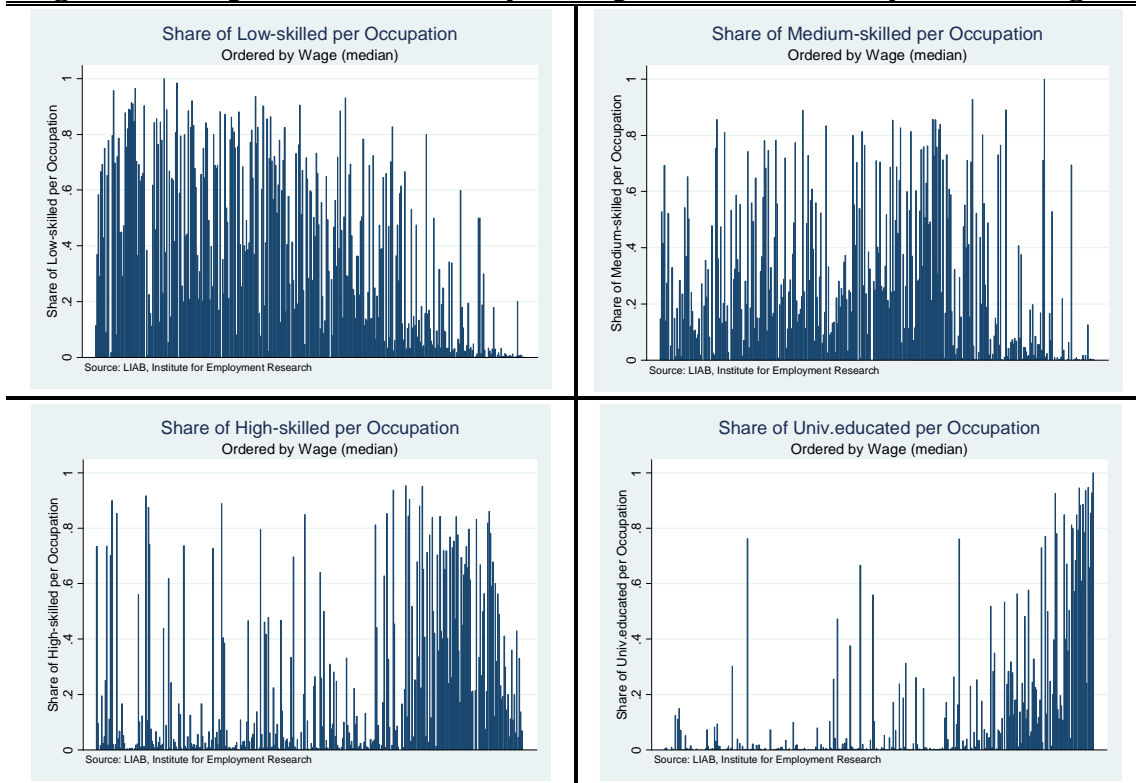 Share of Low-skilled per Occupation
Ordered by Wage (median)
Share of Low-skilled per Occupation
1
.8
.6
.4
.2
0
Source: LIAB, Institute for Employment Research
Share of Medium-skilled per Occupation
Ordered by Wage (median)
Share of Medium-skilled per Occupation
1
.8
.6
.4
.2
0
Source: LIAB, Institute for Employment Research
Share of High-skilled per Occupation
Ordered by Wage (median)
Share of High-skilled per Occupation
1
.8
.6
.4
.2
0
Source: LIAB, Institute for Employment Research
Share of Univ.educated per Occupation
Ordered by Wage (median)
Share of Univ.educated per Occupation
1
.8
.6
.4
.2
0
Source: LIAB, Institute for Employment Research